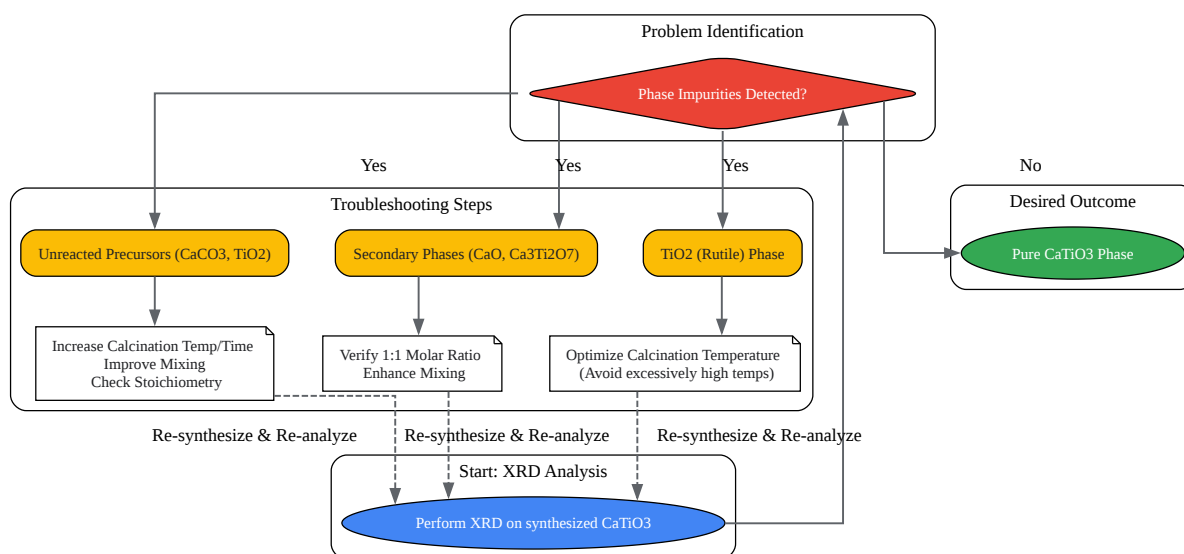 Problem Identification
Phase Impurities Detected?
Yes
Yes
Yes
No
Troubleshooting Steps
Desired Outcome
Unreacted Precursors (CaCO3, TiO2)
Secondary Phases (CaO, Ca3Ti2O7)
TiO2 (Rutile) Phase
Pure CaTiO3 Phase
Increase Calcination Temp/Time
Improve Mixing
Check Stoichiometry
Verify 1:1 Molar Ratio
Enhance Mixing
Optimize Calcination Temperature
(Avoid excessively high temps)
Re-synthesize & Re-analyze
Re-synthesize & Re-analyze
Re-synthesize & Re-analyze
Start: XRD Analysis
Perform XRD on synthesized CaTiO3